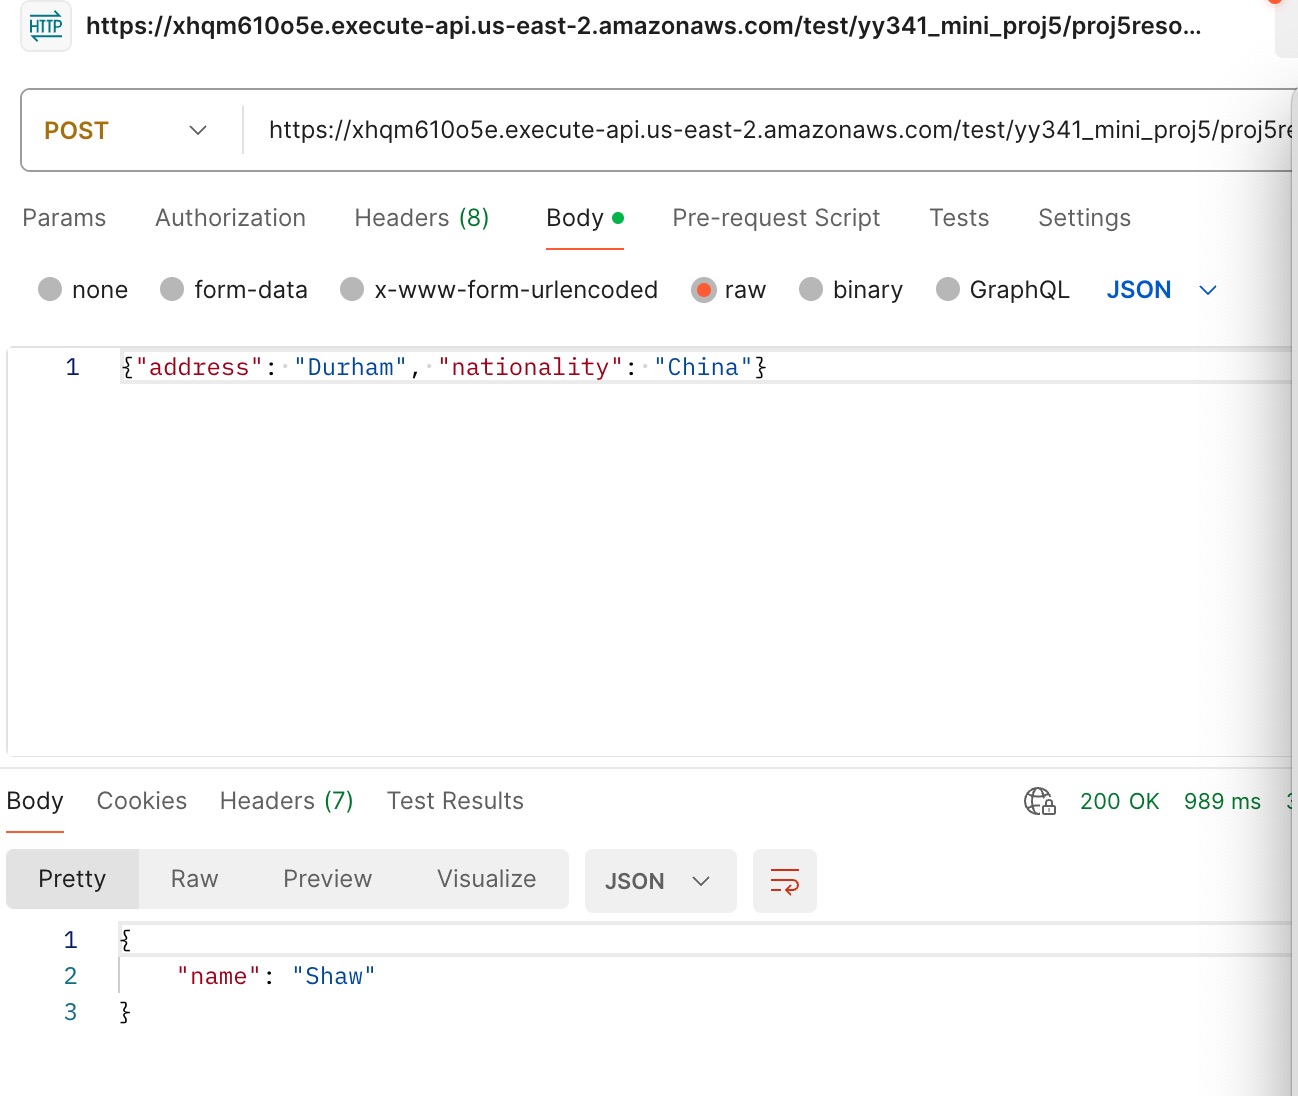 HTTP https://xhqm610o5e.execute-api.us-east-2.amazonaws.com/test/yy341_mini_proj5/proj5reso...
POST https://xhqm610o5e.execute-api.us-east-2.amazonaws.com/test/yy341_mini_proj5/proj5re
Params Authorization Headers (8) Body Pre-request Script Tests Settings
none form-data x-www-form-urlencoded raw binary GraphQL JSON
1 {"address": "Durham", "nationality": "China"}
Body Cookies Headers (7) Test Results 200 OK 989 ms
Pretty Raw Preview Visualize JSON
1 {
2 "name": "Shaw"
3 }